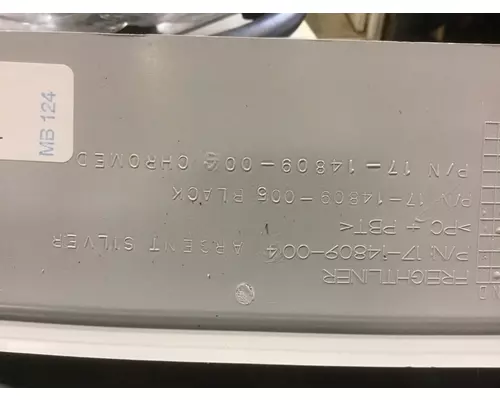 FREIGHTLINER
P/N: 17-14809-004 ARGENT SILVER
>PC + PBT<
P/N: 17-14809-005 BLACK
P/N 17-14809-006 CHROMED
MB 124